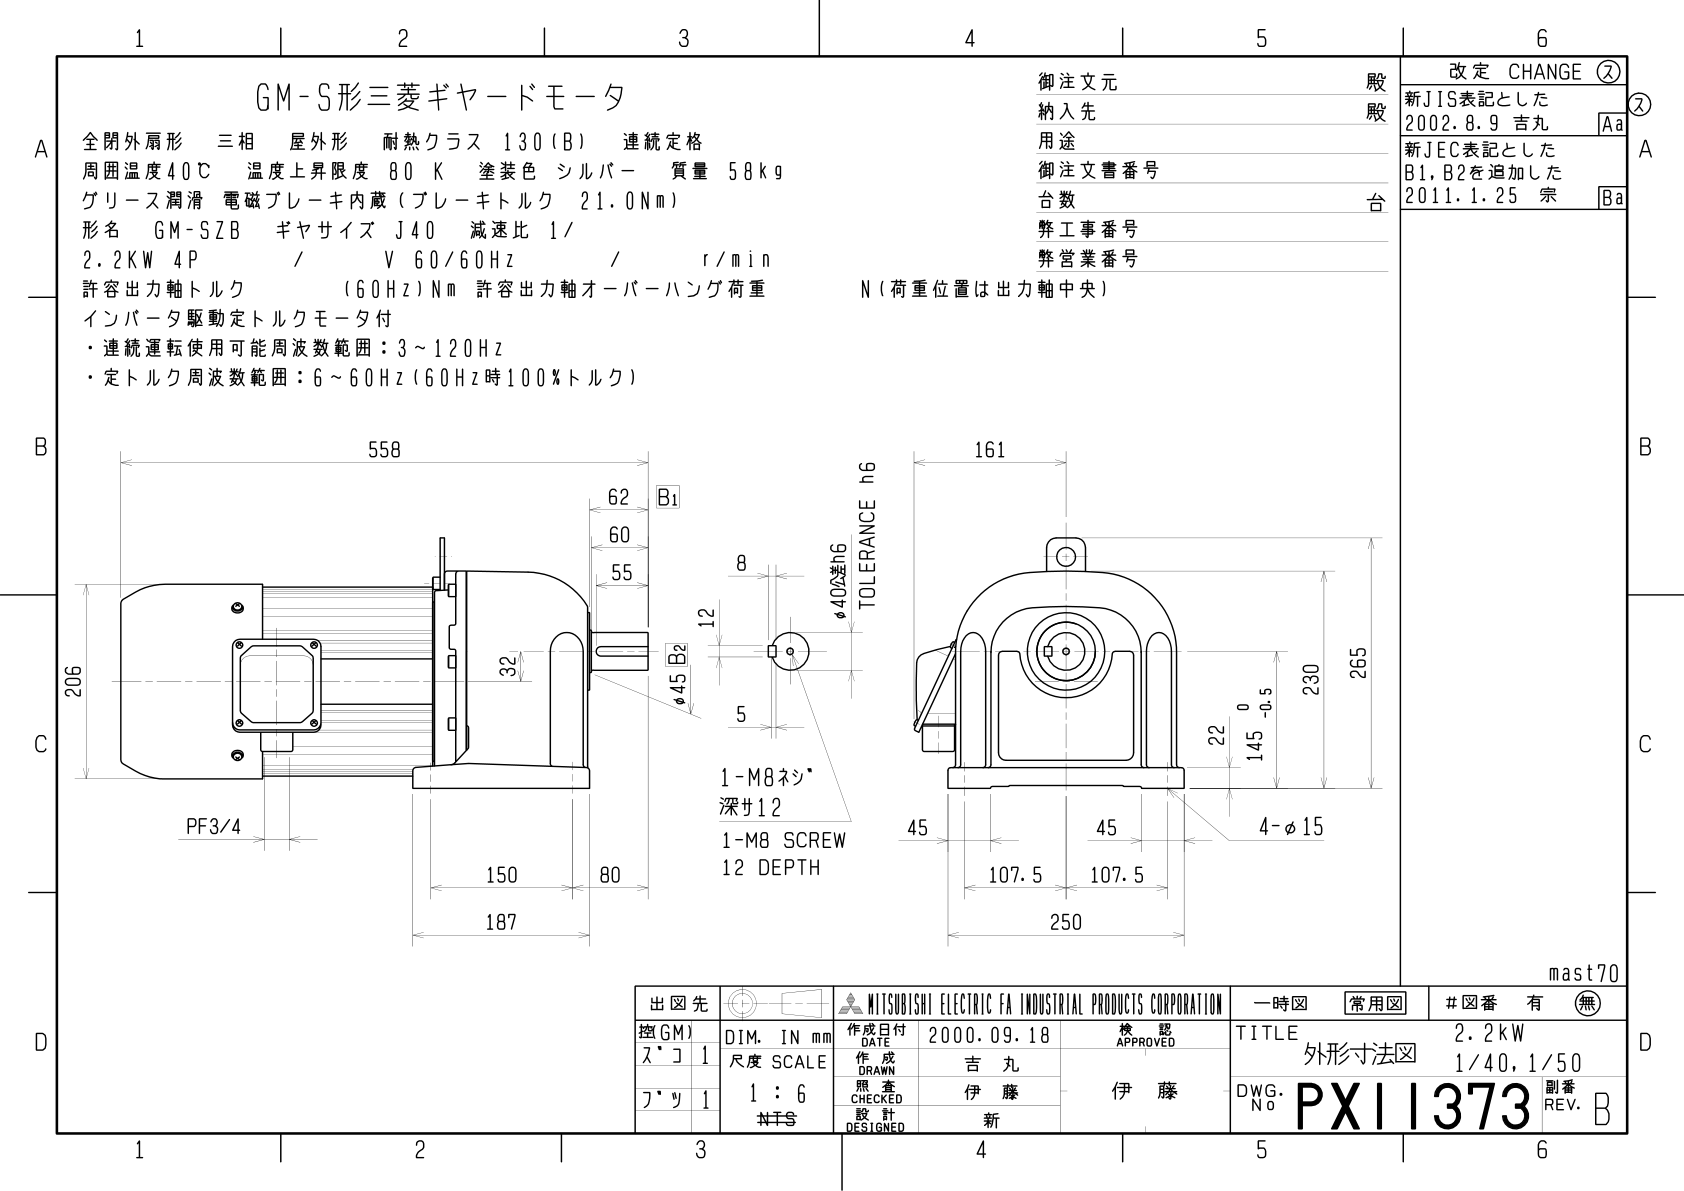 1 2 3 4 5 6
A
B
C
D
GM-S形三菱ギヤードモータ
全閉外扇形 三相 屋外形 耐熱クラス 130(B) 連続定格
周囲温度40℃ 温度上昇限度 80 K 塗装色 シルバー 質量 58kg
グリース潤滑 電磁ブレーキ内蔵(ブレーキトルク 21.0Nm)
形名 GM-SZB ギヤサイズ J40 減速比 1/
2.2KW 4P / V 60/60Hz / r/min
許容出力軸トルク (60Hz)Nm 許容出力軸オーバーハング荷重 N(荷重位置は出力軸中央)
インバータ駆動定トルクモータ付
・連続運転使用可能周波数範囲:3~120Hz
・定トルク周波数範囲:6~60Hz(60Hz時100%トルク)
御注文元 殿
納入先 殿
用途
御注文書番号
台数 台
弊工事番号
弊営業番号
改定 CHANGE ス
新JIS表記とした
2002.8.9 吉丸 Aa
ス
新JEC表記とした
B1,B2を追加した
2011.1.25 宗 Ba
A
B
C
D
558
62 B1
60
55
206
32
φ45 B2
PF3/4
150 80
187
8
12
5
φ40公差h6
TOLERANCE h6
1-M8ネジ
深サ12
1-M8 SCREW
12 DEPTH
161
265
230
145 0 -0.5
22
45 45
4-φ15
107.5 107.5
250
mast70
出図先
控(GM)
ズコ 1
ブツ 1
DIM. IN mm
尺度 SCALE
1 : 6
NTS
MITSUBISHI ELECTRIC FA INDUSTRIAL PRODUCTS CORPORATION
作成日付 DATE 2000.09.18
作成 DRAWN 吉丸
照査 CHECKED 伊藤
設計 DESIGNED 新
検認 APPROVED
伊藤
一時図 常用図 #図番 有 無
TITLE 外形寸法図
2.2kW
1/40,1/50
DWG. No PX11373
副番 REV. B
1 2 3 4 5 6